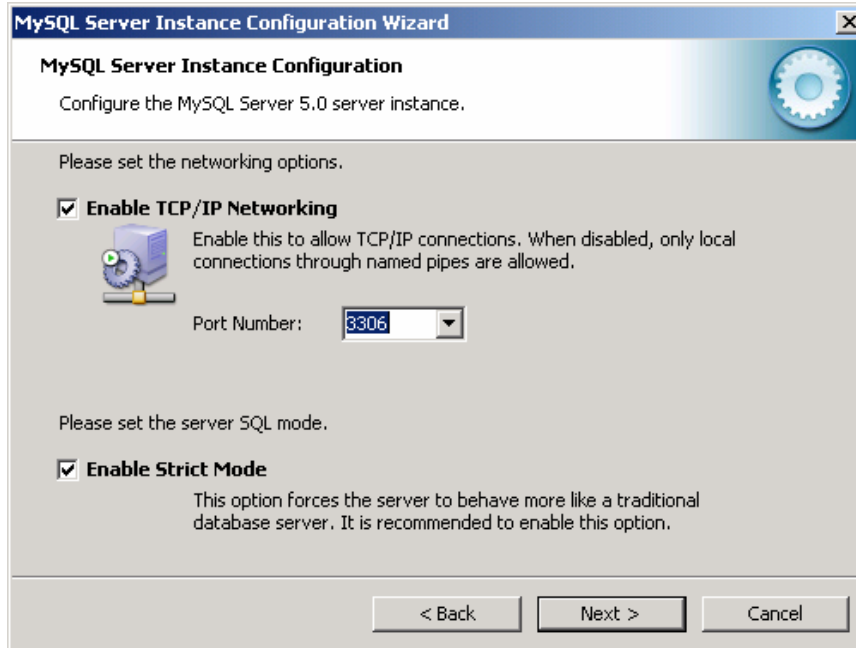 MySQL Server Instance Configuration Wizard
MySQL Server Instance Configuration
Configure the MySQL Server 5.0 server instance.
Please set the networking options.
Enable TCP/IP Networking
Enable this to allow TCP/IP connections. When disabled, only local
connections through named pipes are allowed.
Port Number: 3306
Please set the server SQL mode.
Enable Strict Mode
This option forces the server to behave more like a traditional
database server. It is recommended to enable this option.
< Back Next > Cancel